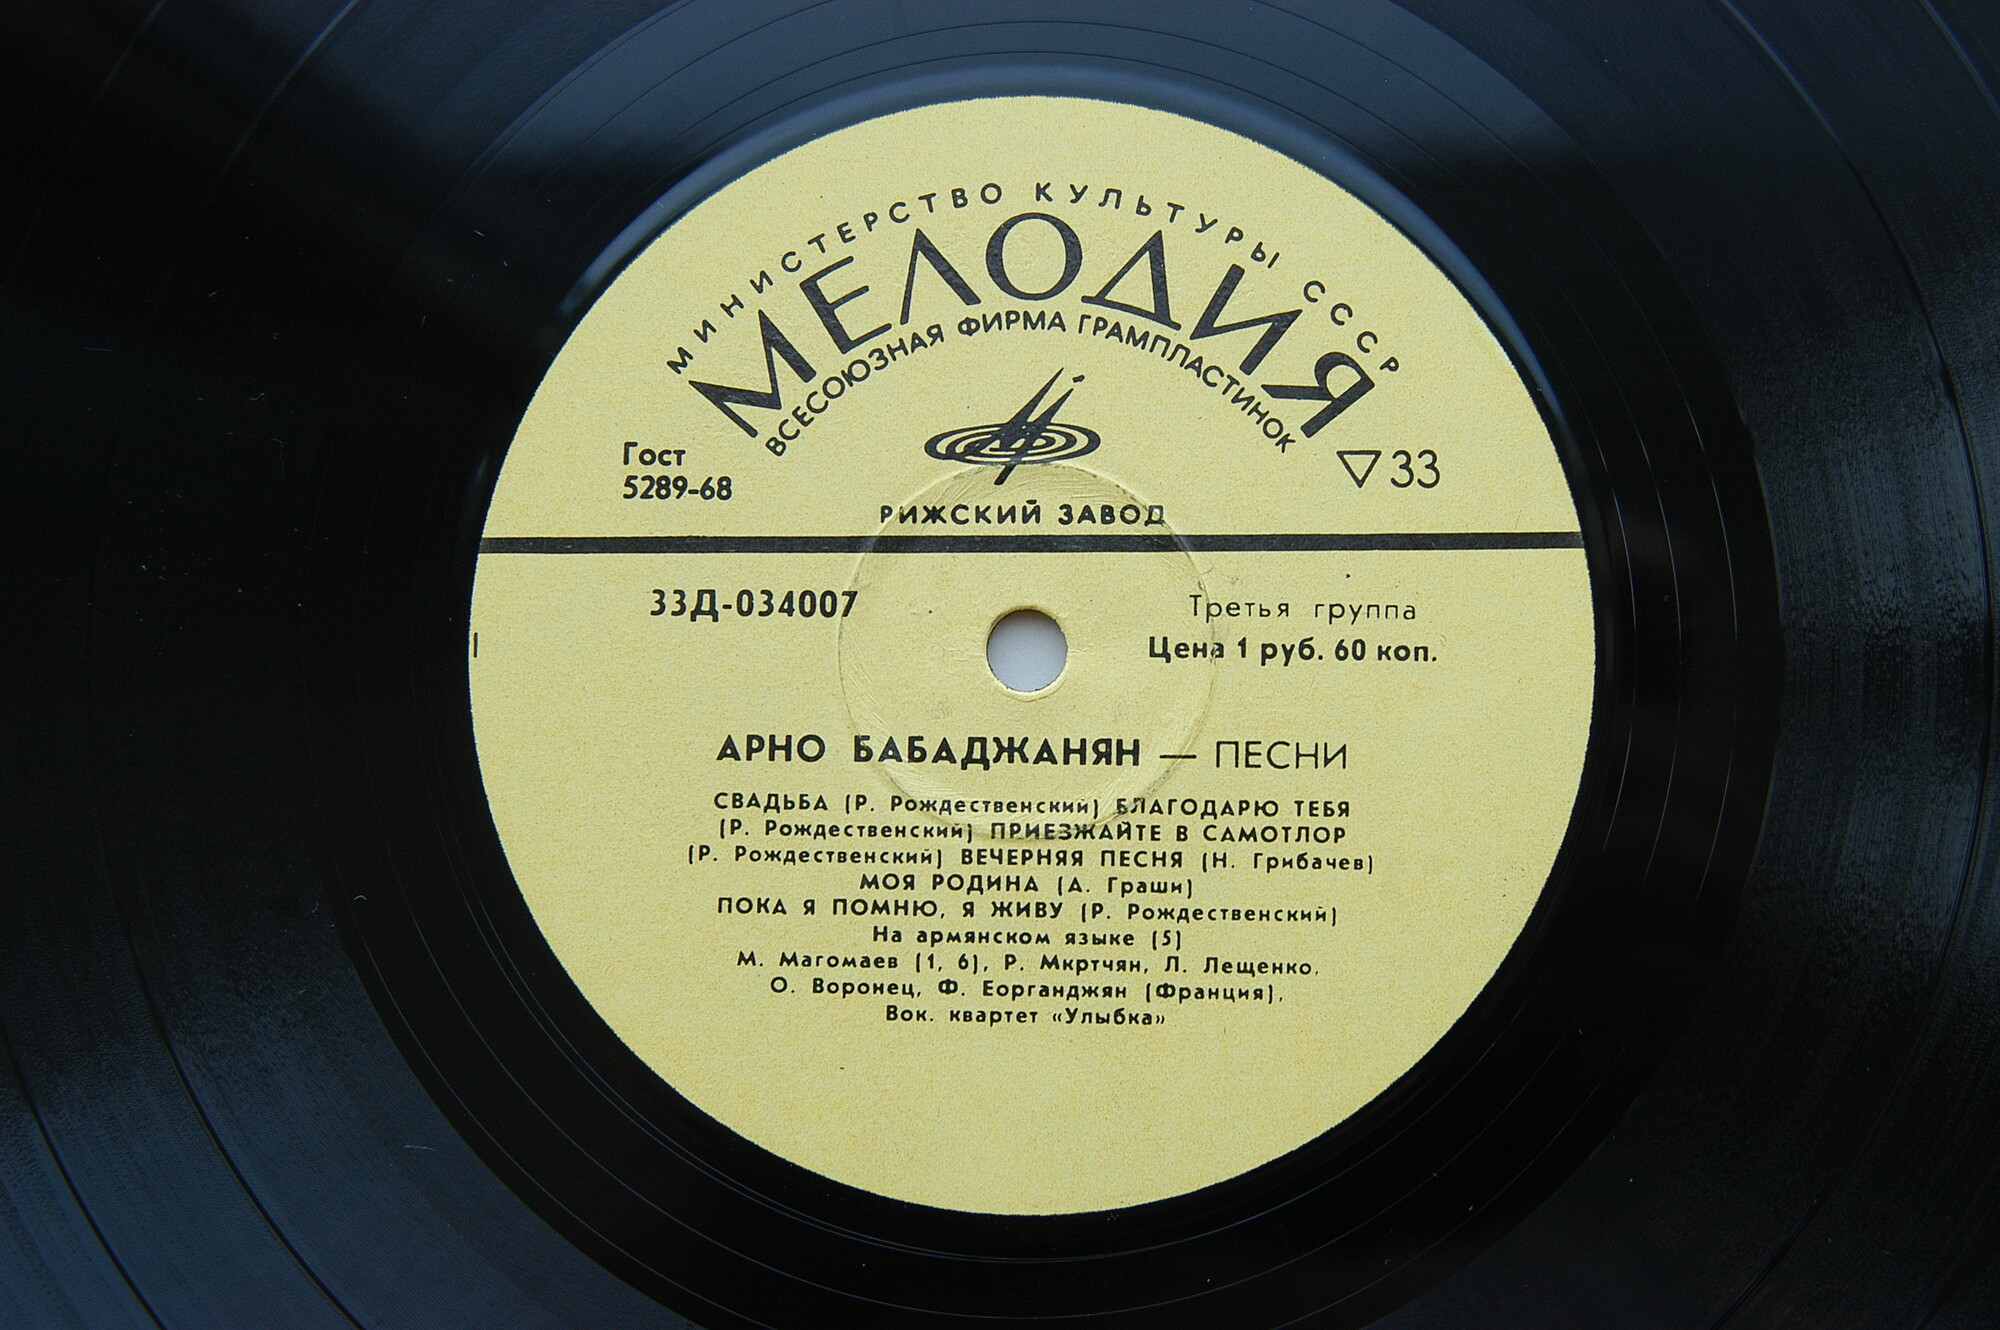 МИНИСТЕРСТВО КУЛЬТУРЫ СССР
МЕЛОДИЯ
ВСЕСОЮЗНАЯ ФИРМА ГРАМПЛАСТИНОК
Гост
5289-68
▽33
РИЖСКИЙ ЗАВОД
33Д-034007
Третья группа
Цена 1 руб. 60 коп.
АРНО БАБАДЖАНЯН — ПЕСНИ
СВАДЬБА (Р. Рождественский) БЛАГОДАРЮ ТЕБЯ
(Р. Рождественский) ПРИЕЗЖАЙТЕ В САМОТЛОР
(Р. Рождественский) ВЕЧЕРНЯЯ ПЕСНЯ (Н. Грибачев)
МОЯ РОДИНА (А. Граши)
ПОКА Я ПОМНЮ, Я ЖИВУ (Р. Рождественский)
На армянском языке (5)
М. Магомаев (1, 6), Р. Мкртчян, Л. Лещенко,
О. Воронец, Ф. Еорганджян (Франция),
Вок. квартет «Улыбка»